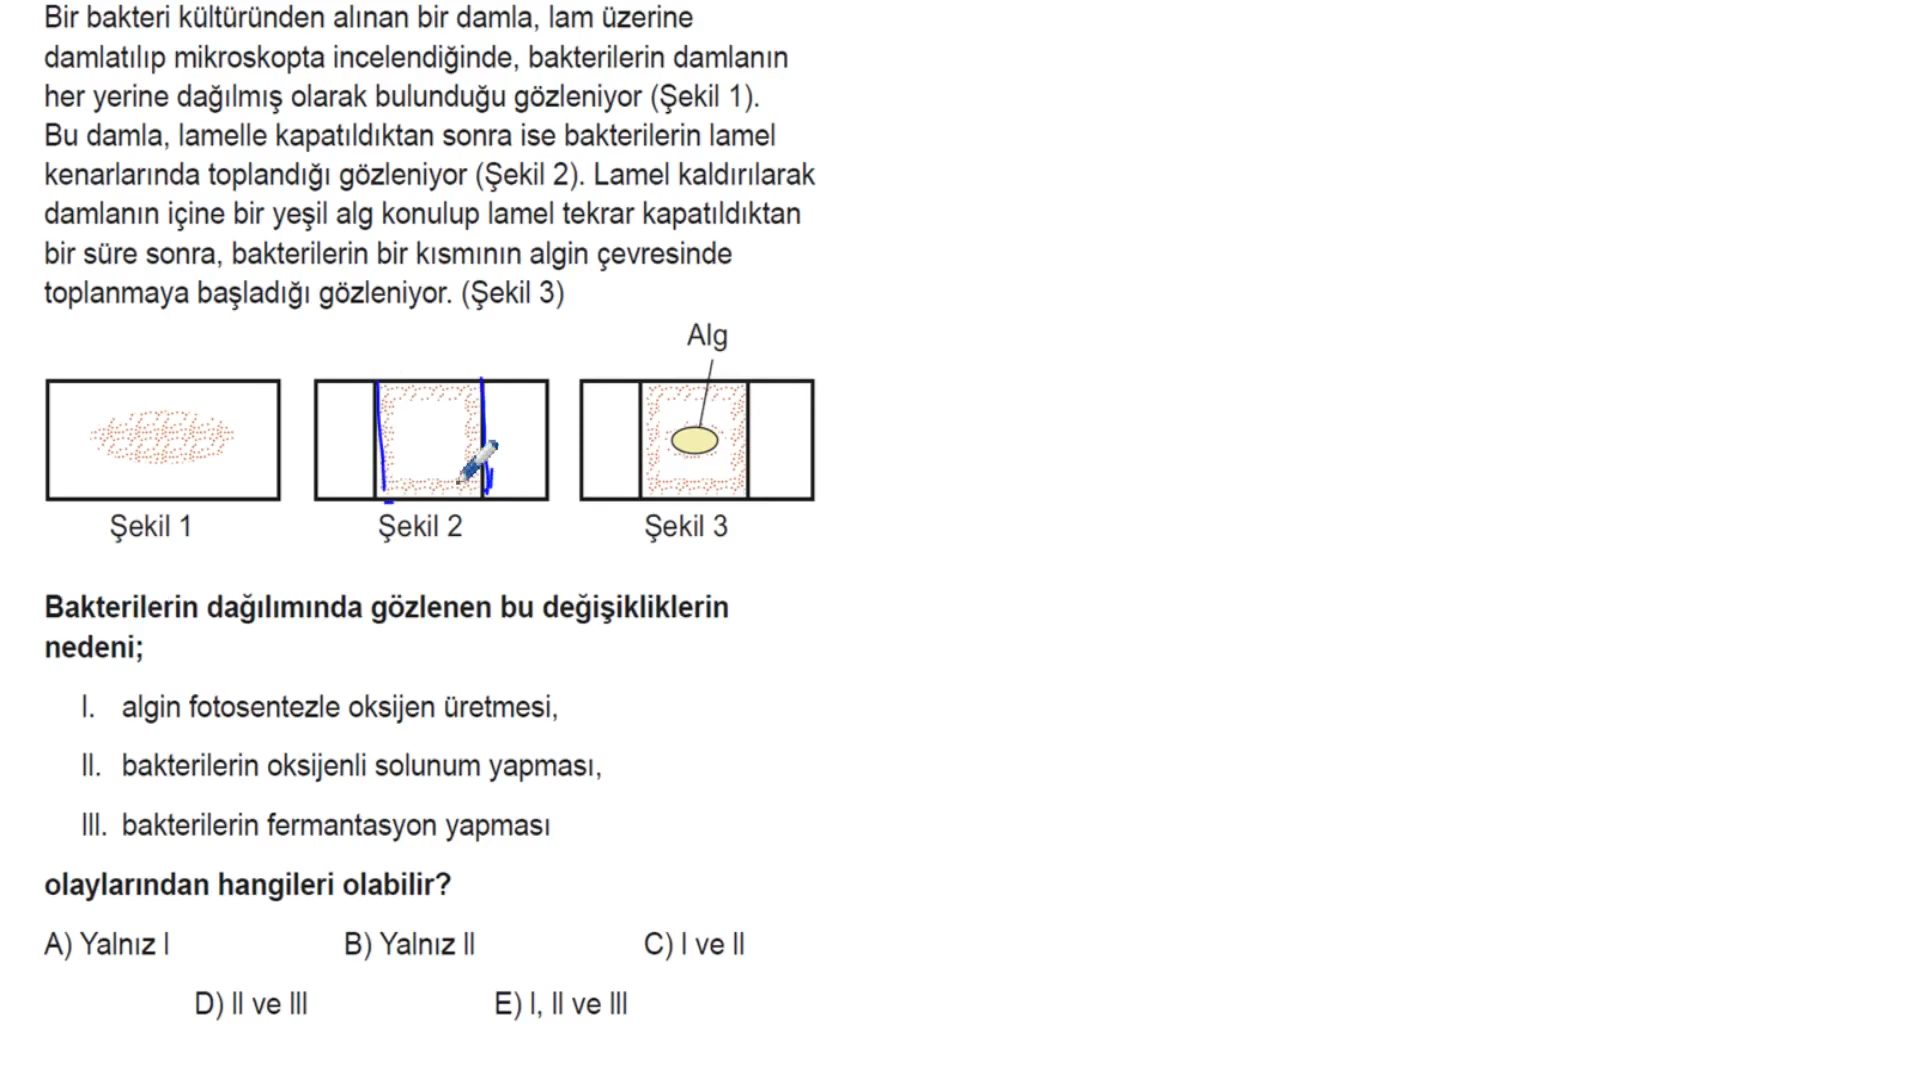 Bir bakteri kültüründen alınan bir damla, lam üzerine
damlatılıp mikroskopta incelendiğinde, bakterilerin damlanın
her yerine dağılmış olarak bulunduğu gözleniyor (Şekil 1).
Bu damla, lamelle kapatıldıktan sonra ise bakterilerin lamel
kenarlarında toplandığı gözleniyor (Şekil 2). Lamel kaldırılarak
damlanın içine bir yeşil alg konulup lamel tekrar kapatıldıktan
bir süre sonra, bakterilerin bir kısmının algin çevresinde
toplanmaya başladığı gözleniyor. (Şekil 3)
Alg
Şekil 1 Şekil 2 Şekil 3
Bakterilerin dağılımında gözlenen bu değişikliklerin
nedeni;
I. algin fotosentezle oksijen üretmesi,
II. bakterilerin oksijenli solunum yapması,
III. bakterilerin fermantasyon yapması
olaylarından hangileri olabilir?
A) Yalnız I B) Yalnız II C) I ve II
D) II ve III E) I, II ve III